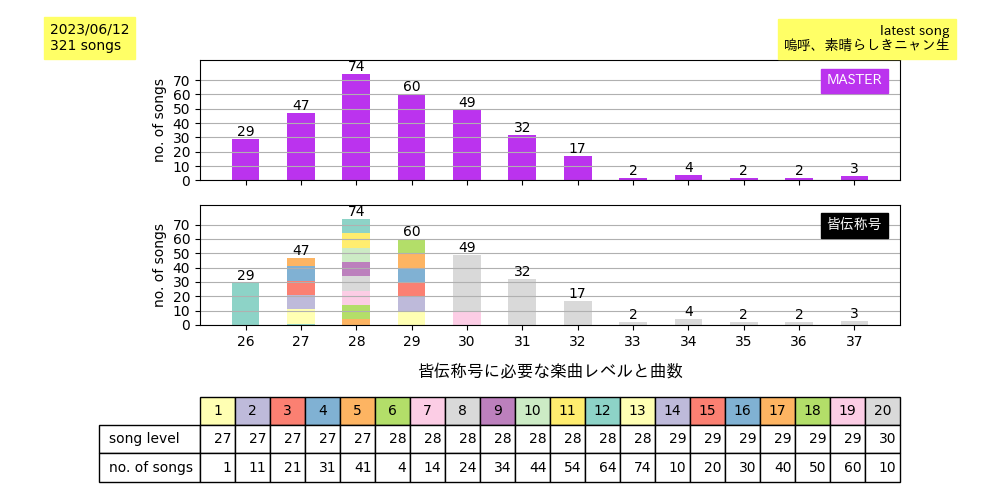 2023/06/12
321 songs
latest song
嗚呼、素晴らしきニャン生
MASTER
no. of songs
70
60
50
40
30
20
10
0
29 47 74 60 49 32 17 2 4 2 2 3
皆伝称号
no. of songs
70
60
50
40
30
20
10
0
29 47 74 60 49 32 17 2 4 2 2 3
26 27 28 29 30 31 32 33 34 35 36 37
皆伝称号に必要な楽曲レベルと曲数
1 2 3 4 5 6 7 8 9 10 11 12 13 14 15 16 17 18 19 20
song level 27 27 27 27 27 28 28 28 28 28 28 28 28 29 29 29 29 29 29 30
no. of songs 1 11 21 31 41 4 14 24 34 44 54 64 74 10 20 30 40 50 60 10